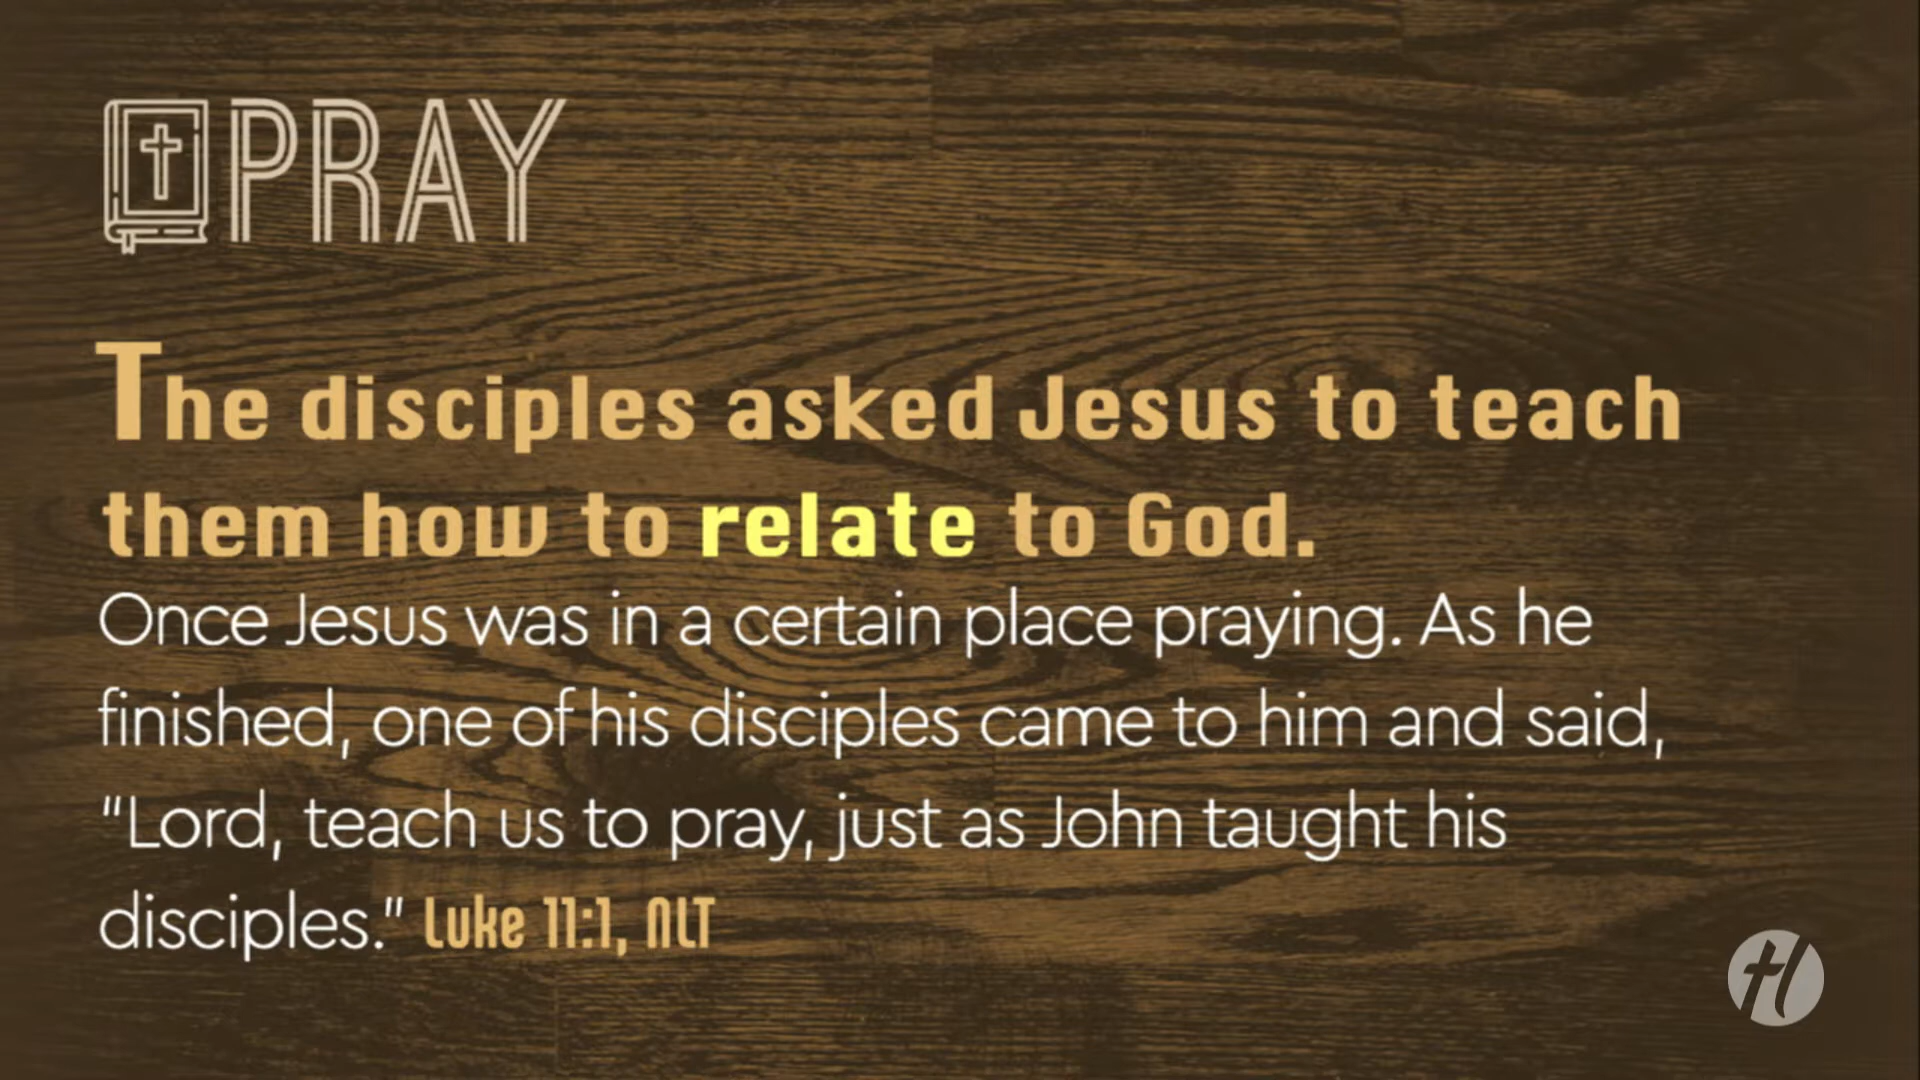 PRAY
The disciples asked Jesus to teach
them how to relate to God.
Once Jesus was in a certain place praying. As he
finished, one of his disciples came to him and said,
"Lord, teach us to pray, just as John taught his
disciples." Luke 11:1, NLT